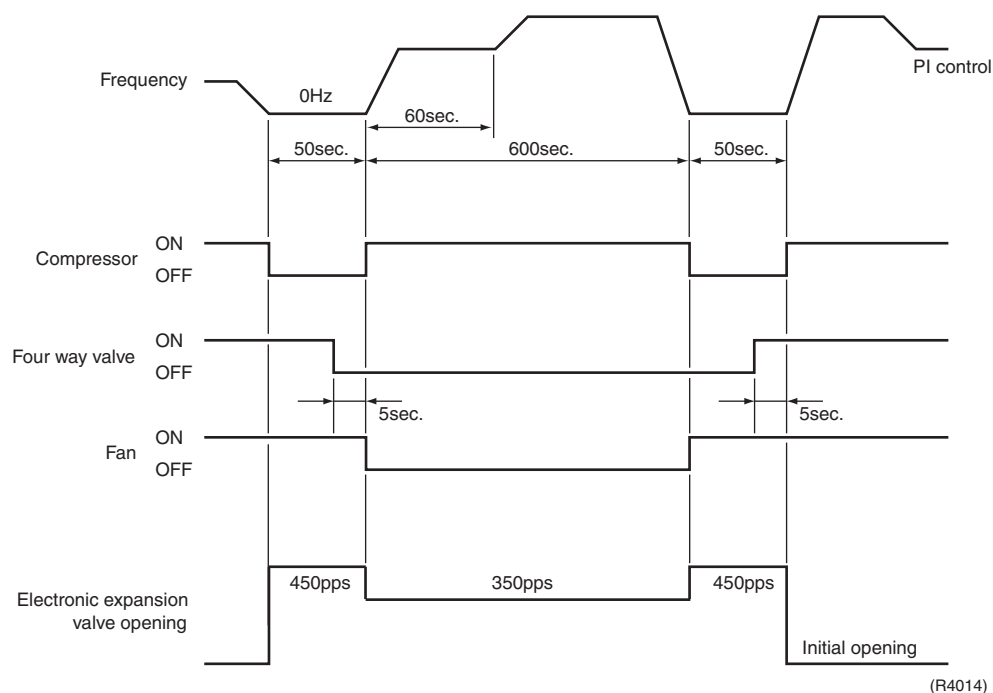 Frequency
0Hz
PI control
60sec.
50sec.
600sec.
50sec.
Compressor
ON
OFF
Four way valve
ON
OFF
5sec.
5sec.
Fan
ON
OFF
Electronic expansion
valve opening
450pps
350pps
450pps
Initial opening
(R4014)